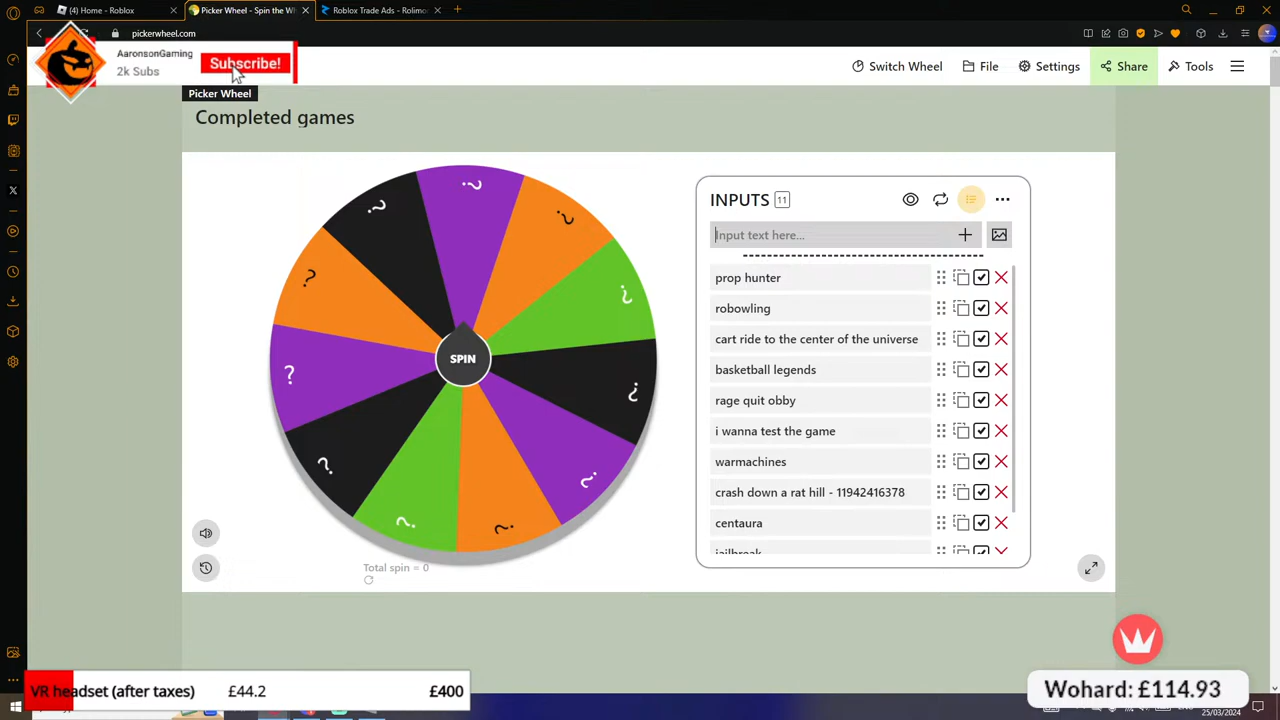 (4) Home - Roblox
Picker Wheel - Spin the W
Roblox Trade Ads - Rolimo
pickerwheel.com
AaronsonGaming
2k Subs
Subscribe!
Switch Wheel
File
Settings
Share
Tools
Picker Wheel
Completed games
? ? ? ? ? ? ? ? ? ? ?
SPIN
Total spin = 0
INPUTS 11
Input text here...
prop hunter
robowling
cart ride to the center of the universe
basketball legends
rage quit obby
i wanna test the game
warmachines
crash down a rat hill - 11942416378
centaura
jailbreak
VR headset (after taxes) £44.2 £400
Wohard: £114.93
25/03/2024